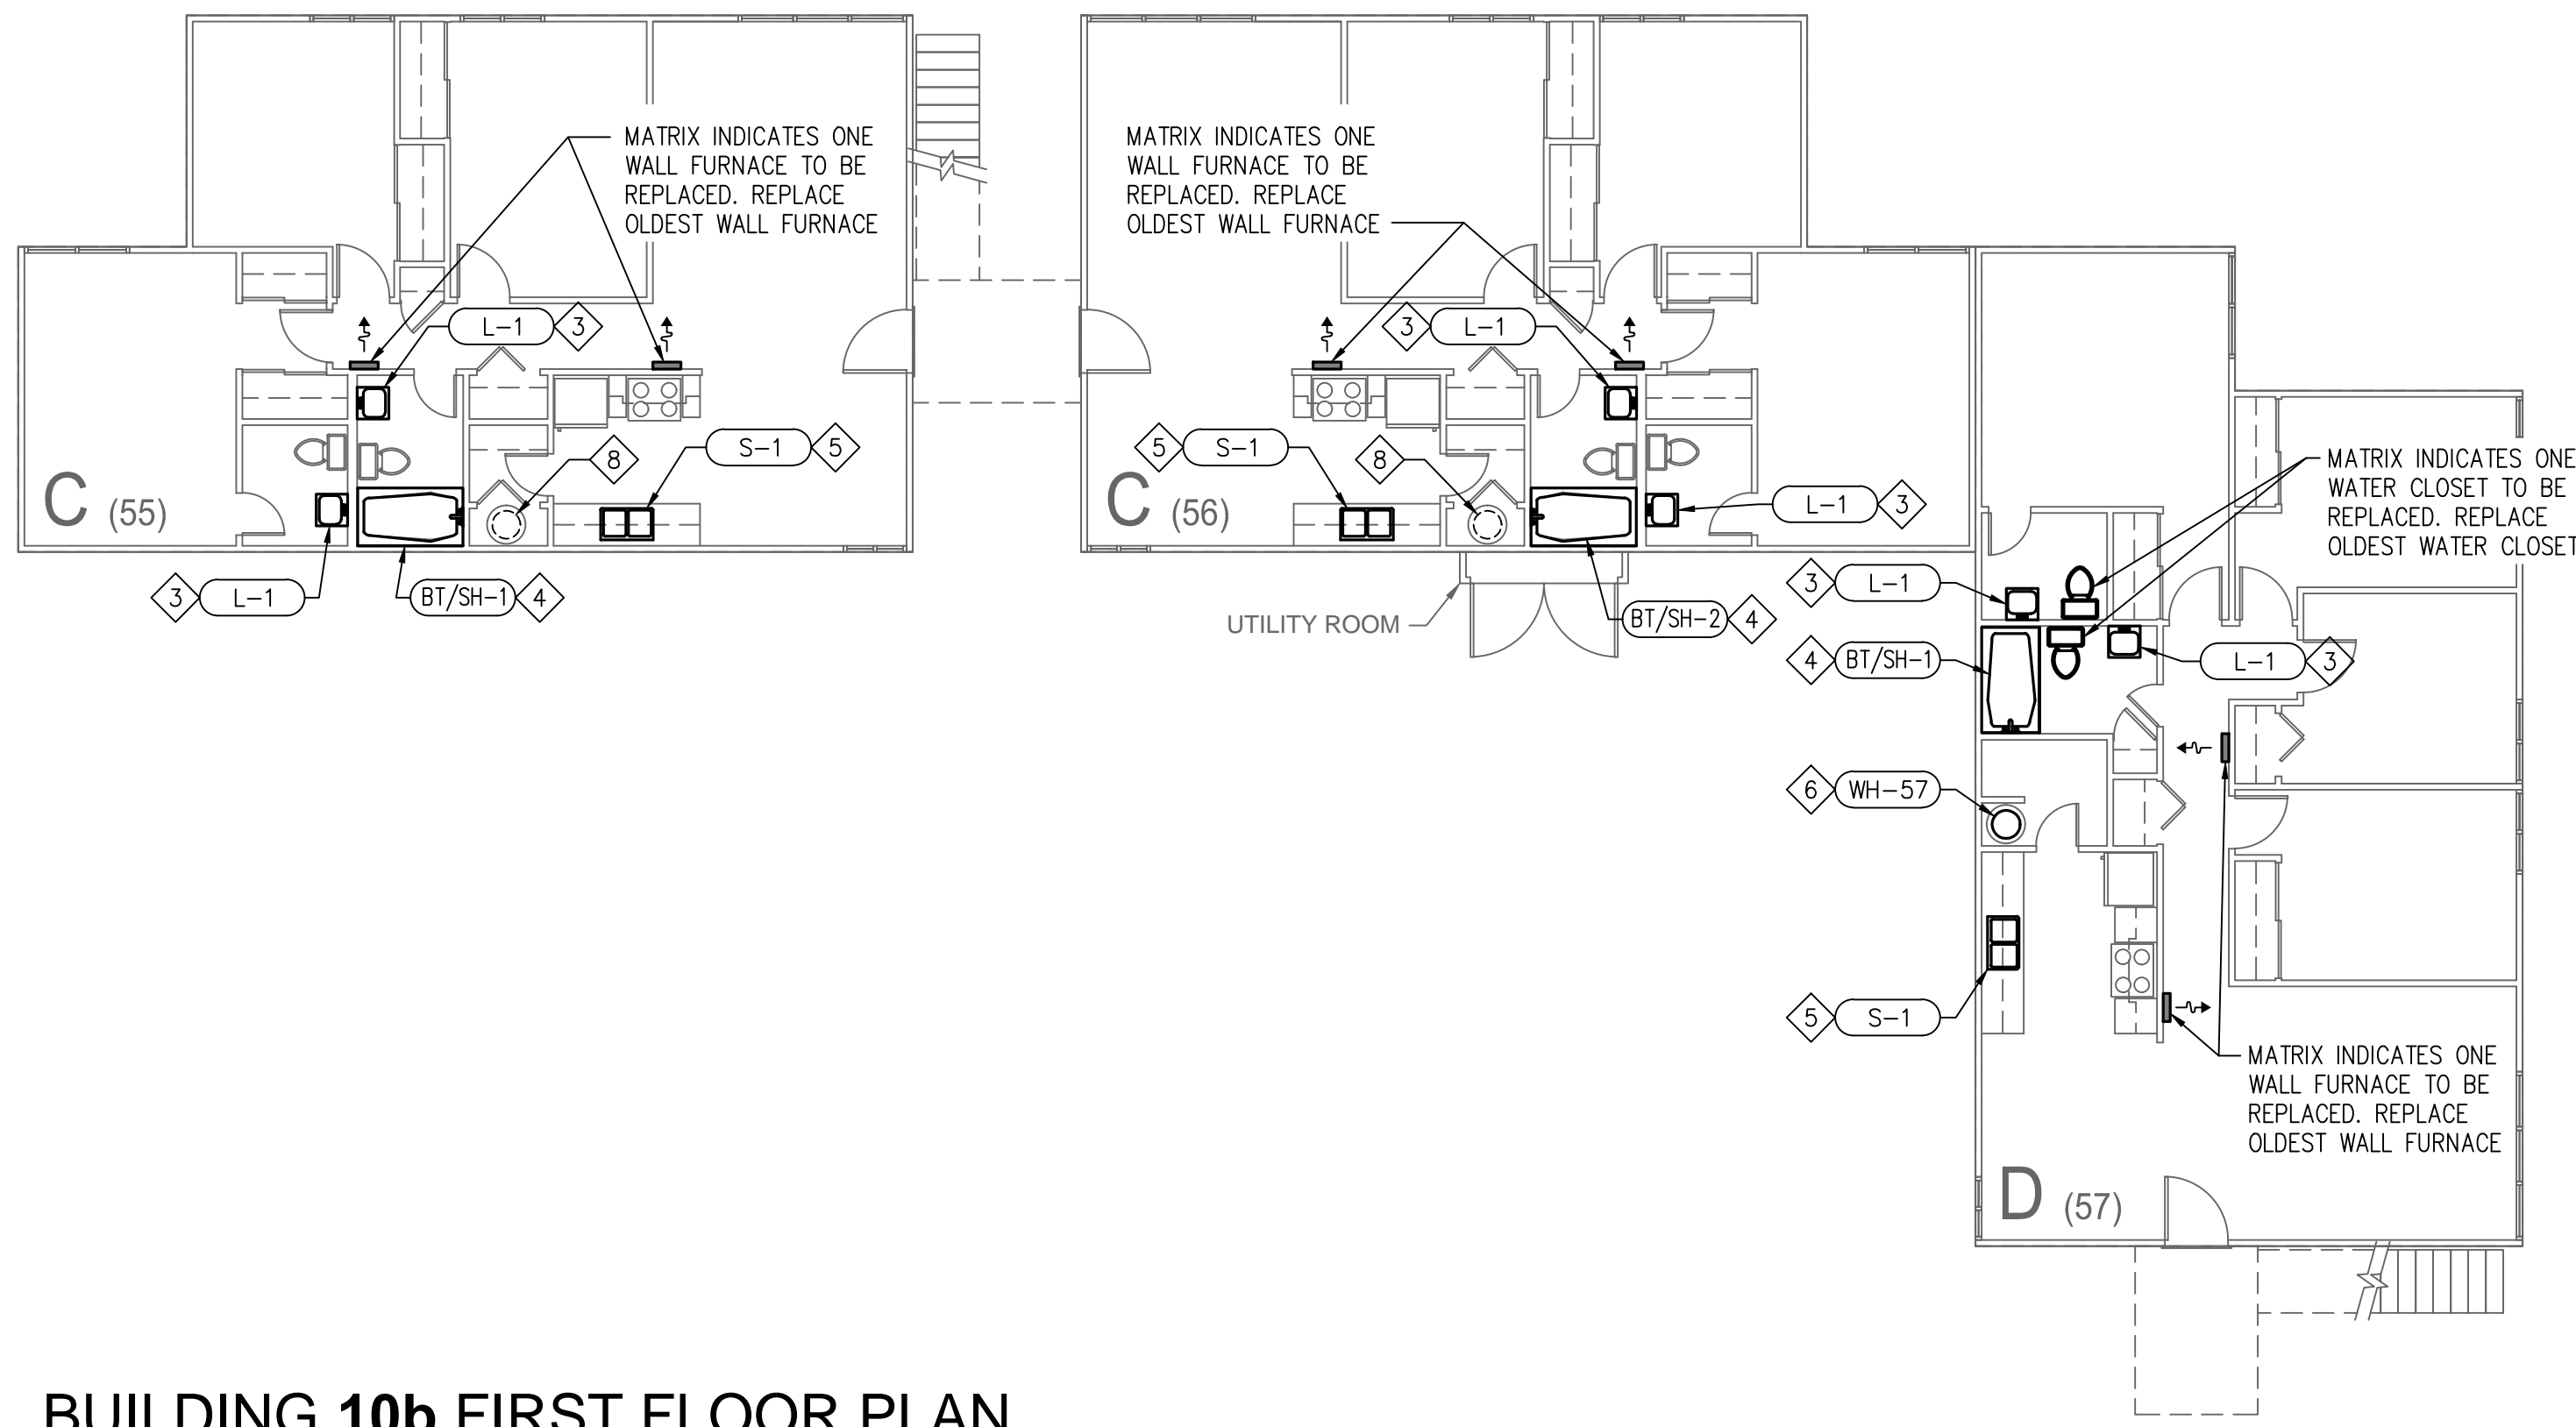 MATRIX INDICATES ONE
WALL FURNACE TO BE
REPLACED. REPLACE
OLDEST WALL FURNACE
L-1 3
8
S-1 5
C (55)
3 L-1
BT/SH-1 4
MATRIX INDICATES ONE
WALL FURNACE TO BE
REPLACED. REPLACE
OLDEST WALL FURNACE
3 L-1
5 S-1
8
C (56)
L-1 3
UTILITY ROOM
BT/SH-2 4
MATRIX INDICATES ONE
WATER CLOSET TO BE
REPLACED. REPLACE
OLDEST WATER CLOSET
3 L-1
4 BT/SH-1
L-1 3
6 WH-57
5 S-1
MATRIX INDICATES ONE
WALL FURNACE TO BE
REPLACED. REPLACE
OLDEST WALL FURNACE
D (57)
BUILDING 10b FIRST FLOOR PLAN